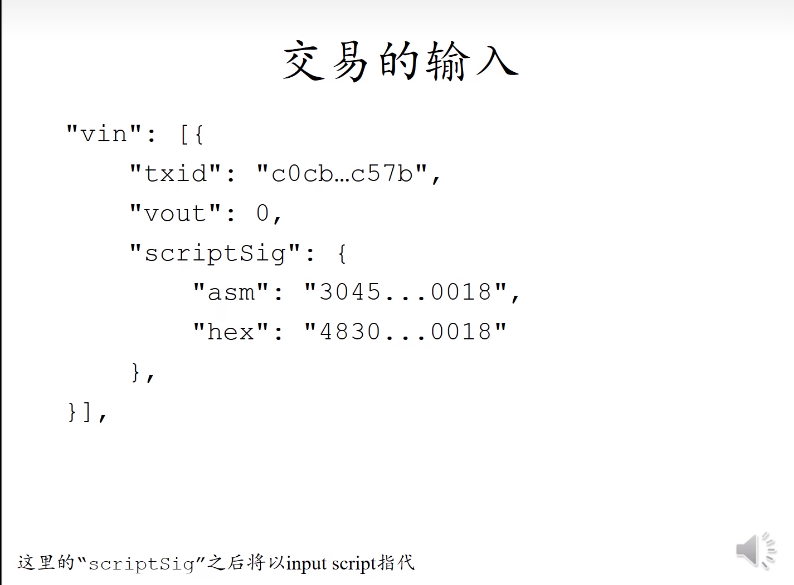 交易的输入
"vin": [{
"txid": "c0cb…c57b",
"vout": 0,
"scriptSig": {
"asm": "3045...0018",
"hex": "4830...0018"
},
}],
这里的“scriptSig”之后将以input script指代